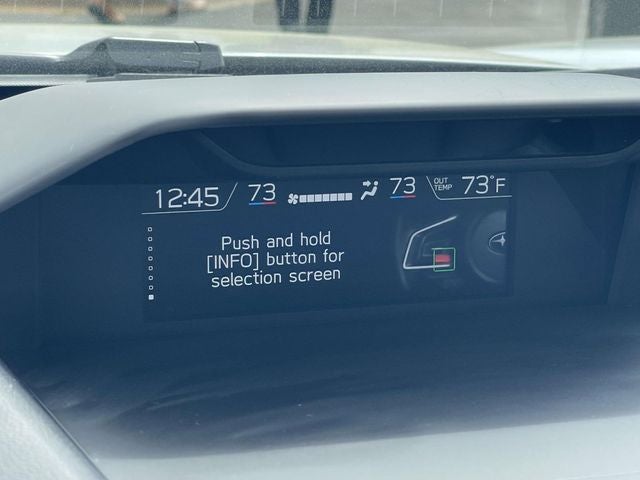 12:45 73 73 OUT TEMP 73°F
Push and hold
[INFO] button for
selection screen